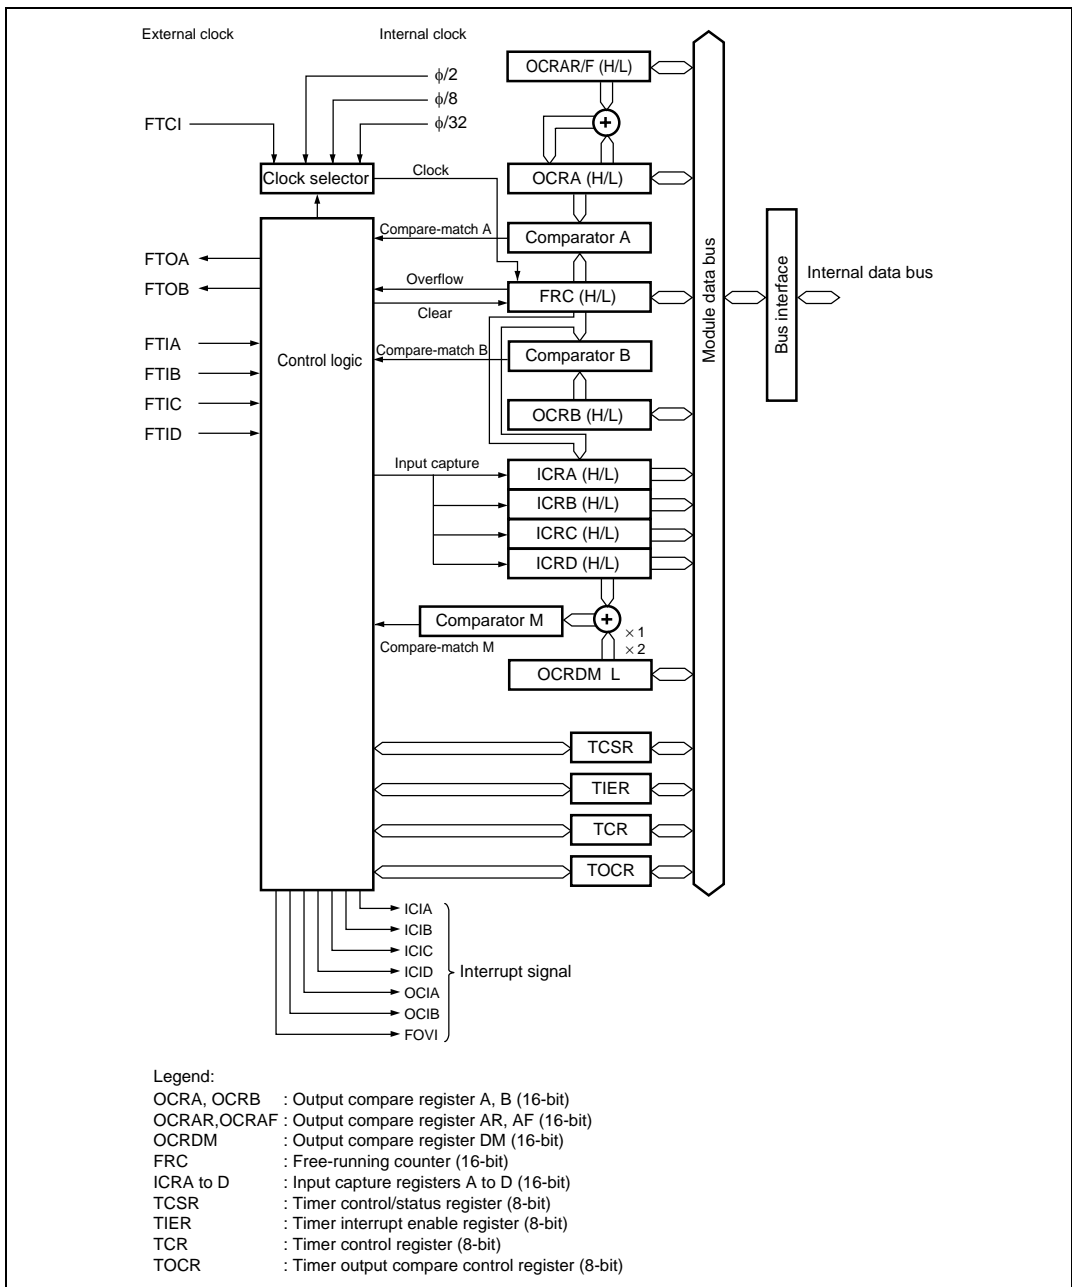 External clock
Internal clock
ϕ/2
ϕ/8
ϕ/32
FTCI
OCRAR/F (H/L)
+
Clock selector
Clock
OCRA (H/L)
Compare-match A
Comparator A
FTOA
FTOB
Overflow
FRC (H/L)
Clear
Module data bus
Bus interface
Internal data bus
FTIA
FTIB
FTIC
FTID
Control logic
Compare-match B
Comparator B
OCRB (H/L)
Input capture
ICRA (H/L)
ICRB (H/L)
ICRC (H/L)
ICRD (H/L)
Comparator M
+
× 1
× 2
Compare-match M
OCRDM L
TCSR
TIER
TCR
TOCR
ICIA
ICIB
ICIC
ICID
OCIA
OCIB
FOVI
Interrupt signal
Legend:
OCRA, OCRB : Output compare register A, B (16-bit)
OCRAR,OCRAF : Output compare register AR, AF (16-bit)
OCRDM : Output compare register DM (16-bit)
FRC : Free-running counter (16-bit)
ICRA to D : Input capture registers A to D (16-bit)
TCSR : Timer control/status register (8-bit)
TIER : Timer interrupt enable register (8-bit)
TCR : Timer control register (8-bit)
TOCR : Timer output compare control register (8-bit)